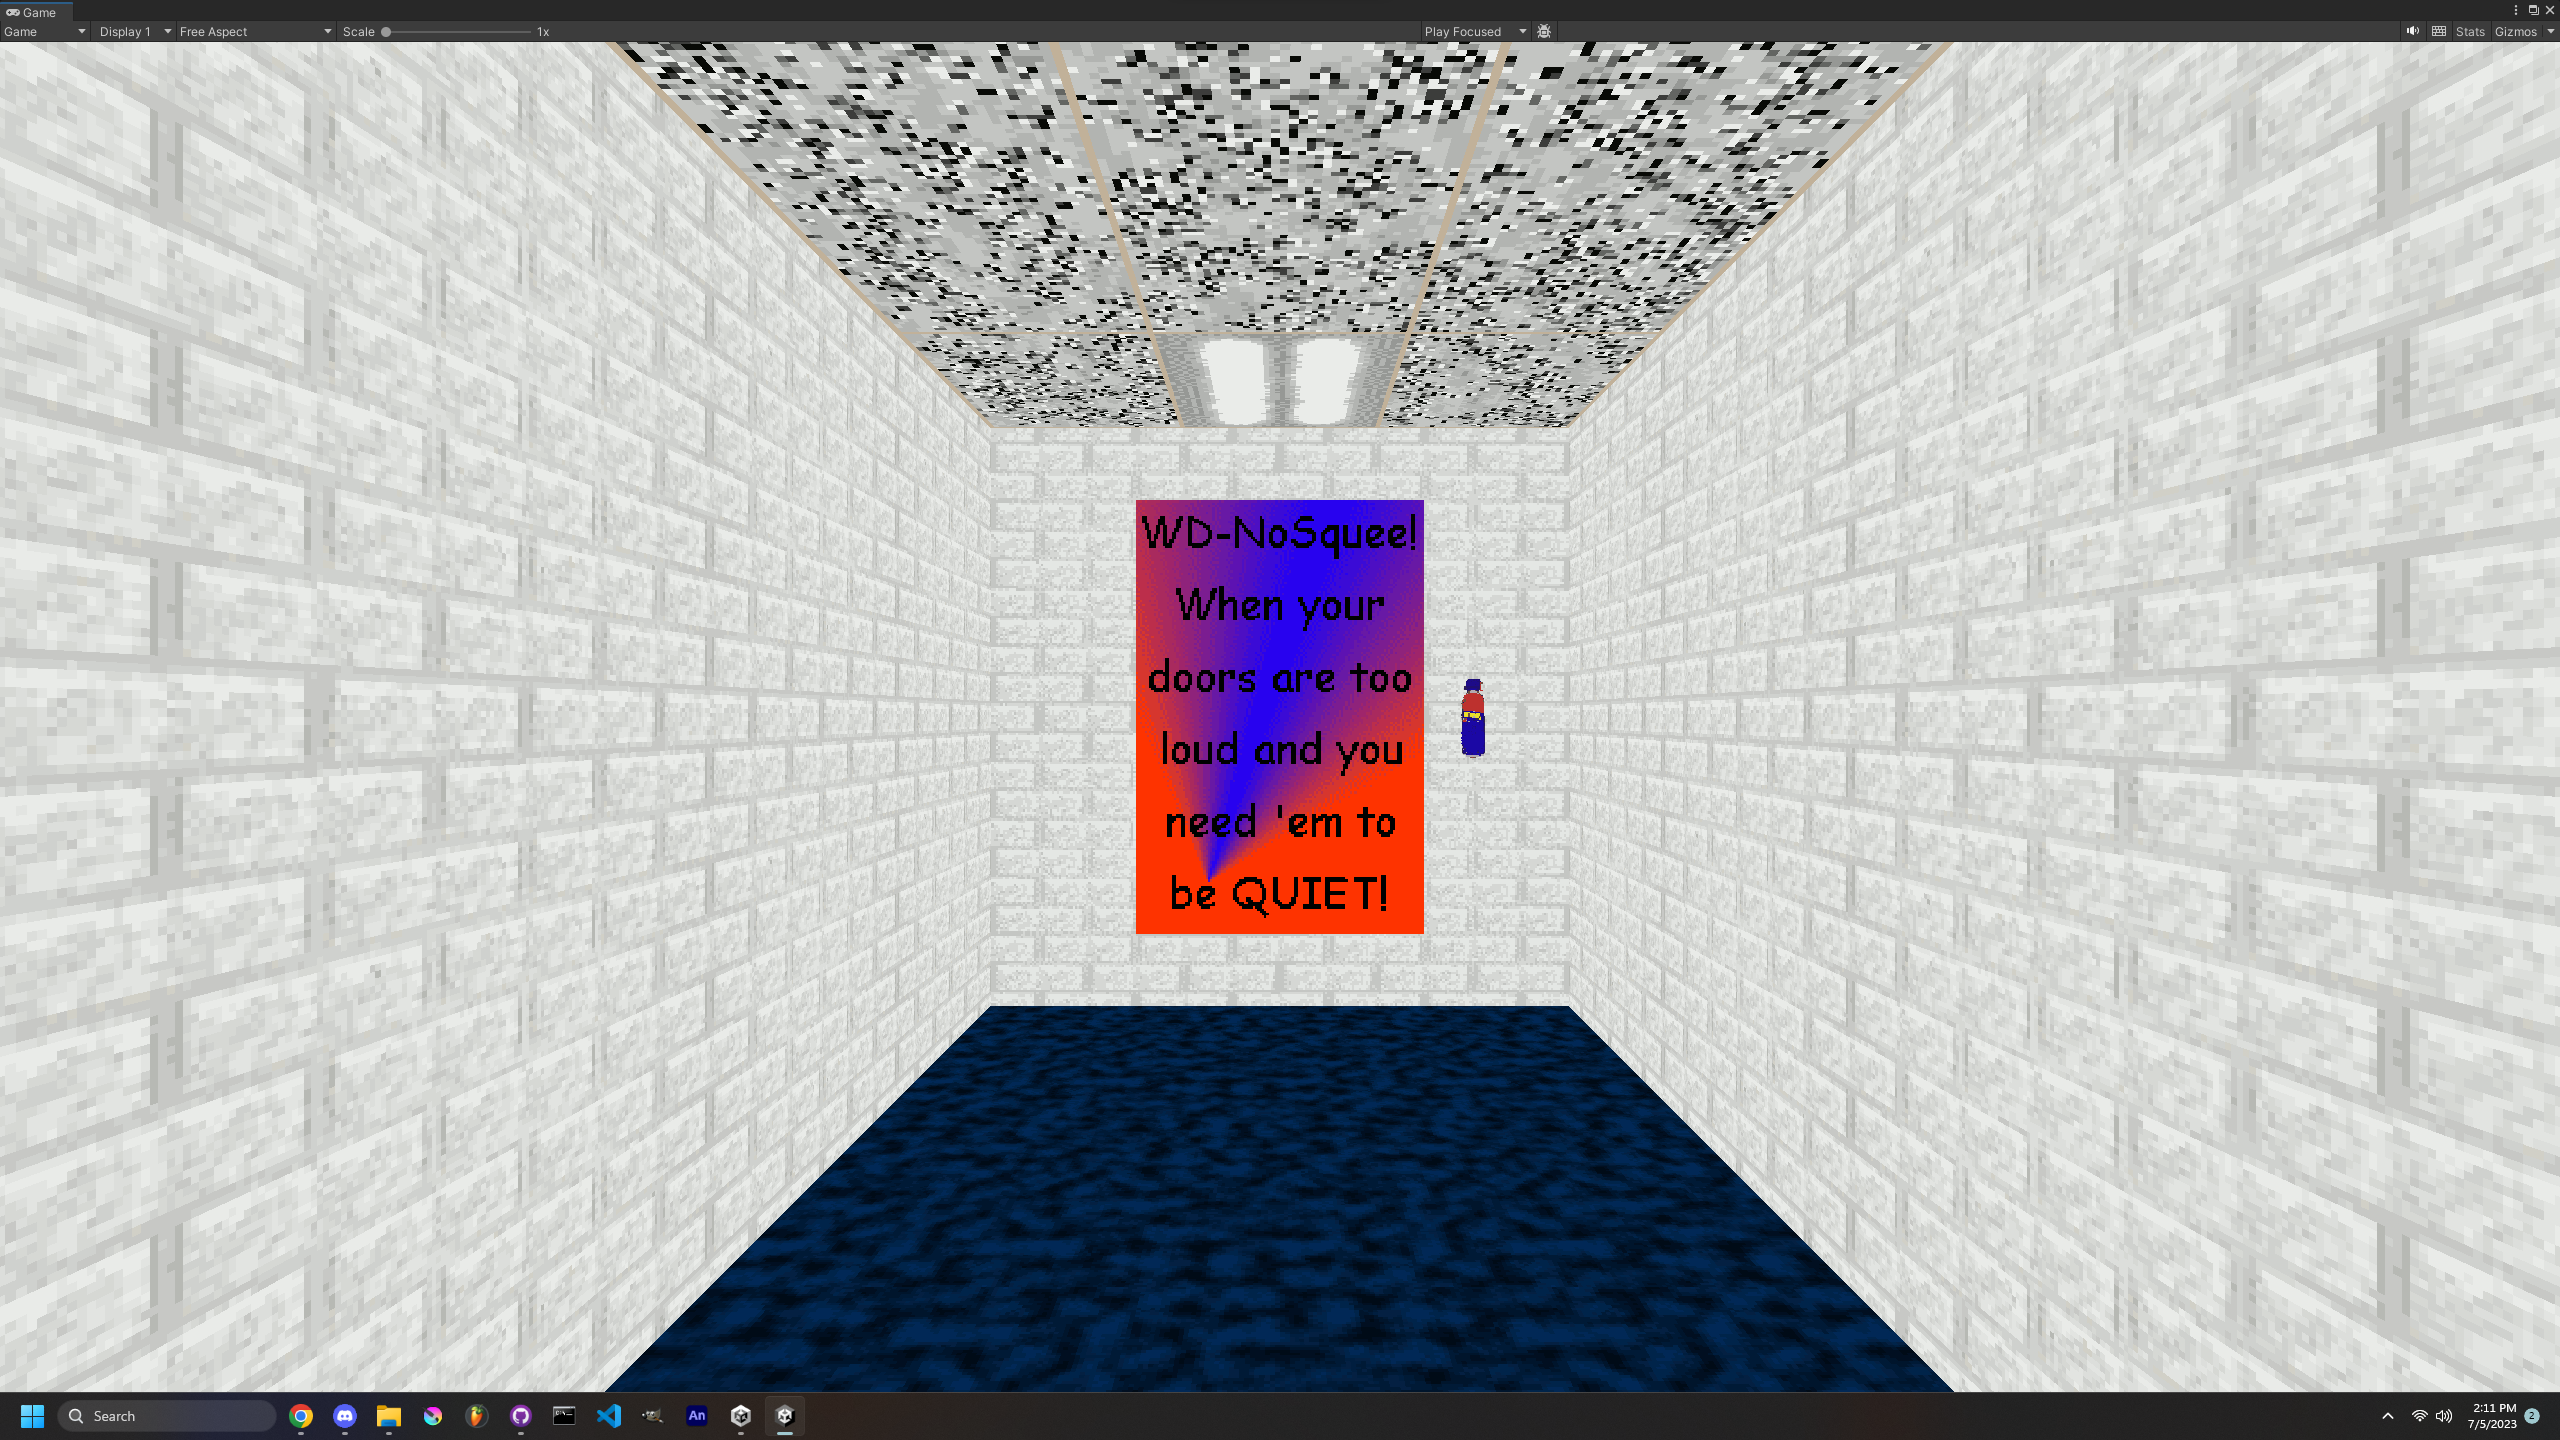 Game
Game Display 1 Free Aspect Scale 1x Play Focused Stats Gizmos
WD-NoSquee!
When your
doors are too
loud and you
need 'em to
be QUIET!
Search
An
2:11 PM
7/5/2023
2